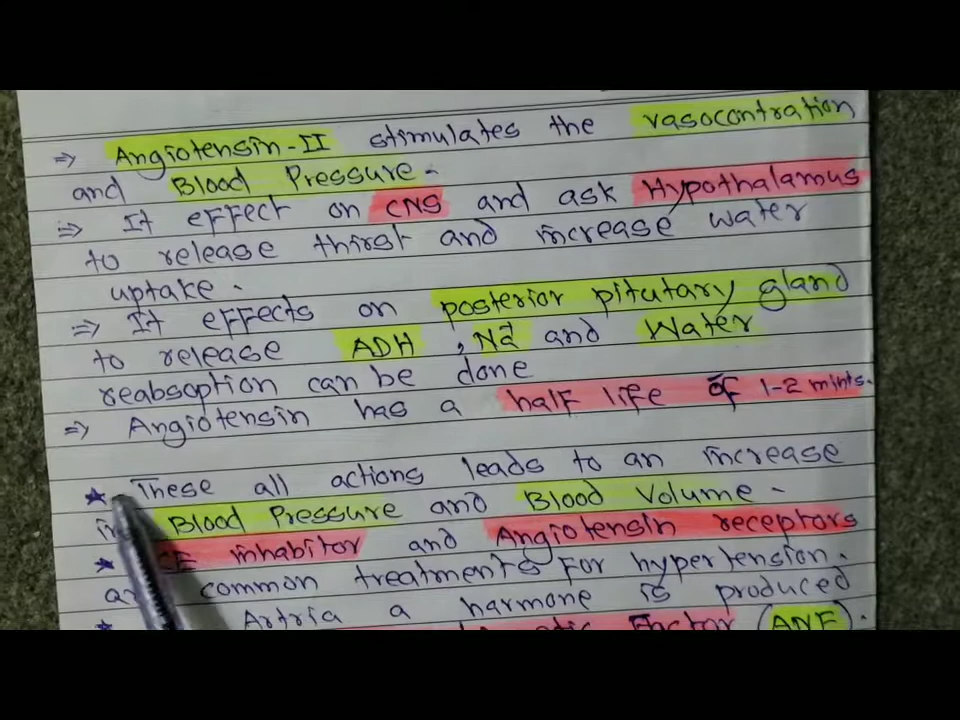 ⇒ Angiotensin-II stimulates the vasocontration
and Blood Pressure.
⇒ It effect on CNS and ask Hypothalamus
to release thirst and increase water
uptake.
⇒ It effects on posterior pitutary gland
to release ADH, Na and Water
reabsoption can be done
⇒ Angiotensin has a half life of 1-2 mints.
★ These all actions leads to an increase
in Blood Pressure and Blood Volume -
★ inhabitor and Angiotensin receptors
common treatments for hypertension.
★ Artria a harmone is produced
Factor (ANF).